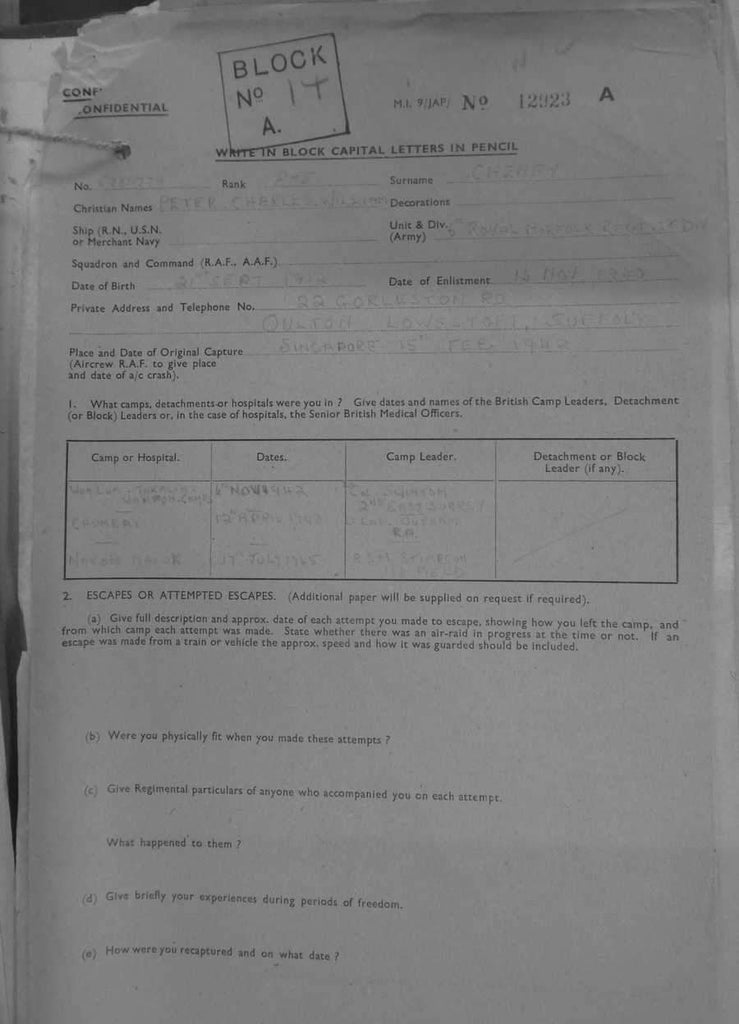 BLOCK
Nº 17
A.
CONF
CONFIDENTIAL
M.I. 9/JAP/ Nº 12923 A
WRITE IN BLOCK CAPITAL LETTERS IN PENCIL
No. Rank PTE Surname
Christian Names PETER CHARLES WILLIAM Decorations
Ship (R.N., U.S.N. or Merchant Navy
Unit & Div. (Army) ROYAL NORFOLK
Squadron and Command (R.A.F., A.A.F.)
Date of Birth 21ST SEPT Date of Enlistment NOV
Private Address and Telephone No. 22 GORLESTON RD
OULTON LOWESTOFT, SUFFOLK
Place and Date of Original Capture SINGAPORE 15TH FEB 1942
(Aircrew R.A.F. to give place
and date of a/c crash).
1. What camps, detachments or hospitals were you in ? Give dates and names of the British Camp Leaders, Detachment
(or Block) Leaders or, in the case of hospitals, the Senior British Medical Officers.
Camp or Hospital. Dates. Camp Leader. Detachment or Block
Leader (if any).
6TH NOV 1942
2ND EAST SURREY
12TH APRIL
R.A.
17TH JULY 1945 RSM
2. ESCAPES OR ATTEMPTED ESCAPES. (Additional paper will be supplied on request if required).
(a) Give full description and approx. date of each attempt you made to escape, showing how you left the camp, and
from which camp each attempt was made. State whether there was an air-raid in progress at the time or not. If an
escape was made from a train or vehicle the approx. speed and how it was guarded should be included.
(b) Were you physically fit when you made these attempts ?
(c) Give Regimental particulars of anyone who accompanied you on each attempt.
What happened to them ?
(d) Give briefly your experiences during periods of freedom.
(e) How were you recaptured and on what date ?